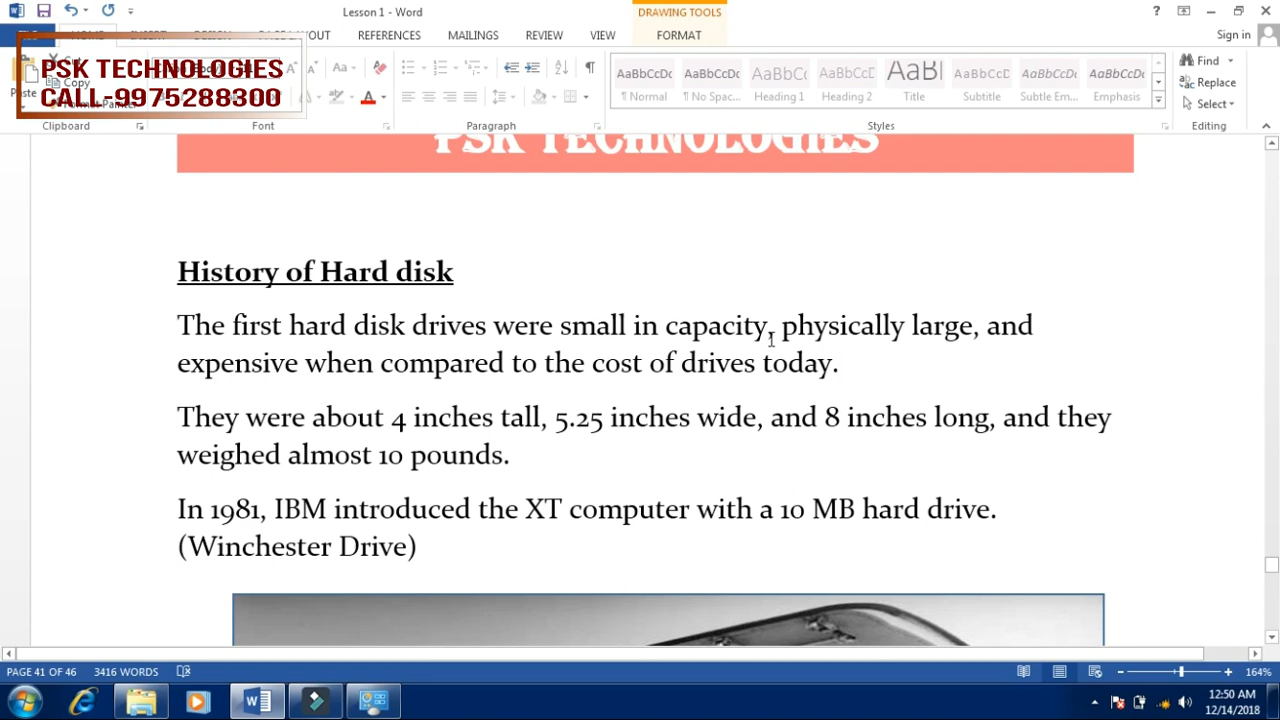 Lesson 1 - Word
DRAWING TOOLS
Sign in
REFERENCES MAILINGS REVIEW VIEW FORMAT
PSK TECHNOLOGIES
CALL-9975288300
Copy
Paste
Format Painter
Clipboard Font Paragraph Styles Editing
AaBbCcDc AaBbCcDc AaBbCc AaBbCcD AaBl AaBbCcD AaBbCcDc AaBbCcDc
¶ Normal ¶ No Spac... Heading 1 Heading 2 Title Subtitle Subtle Em... Emphasis
Find
Replace
Select
PSK TECHNOLOGIES
History of Hard disk
The first hard disk drives were small in capacity, physically large, and
expensive when compared to the cost of drives today.
They were about 4 inches tall, 5.25 inches wide, and 8 inches long, and they
weighed almost 10 pounds.
In 1981, IBM introduced the XT computer with a 10 MB hard drive.
(Winchester Drive)
PAGE 41 OF 46 3416 WORDS 164%
12:50 AM
12/14/2018